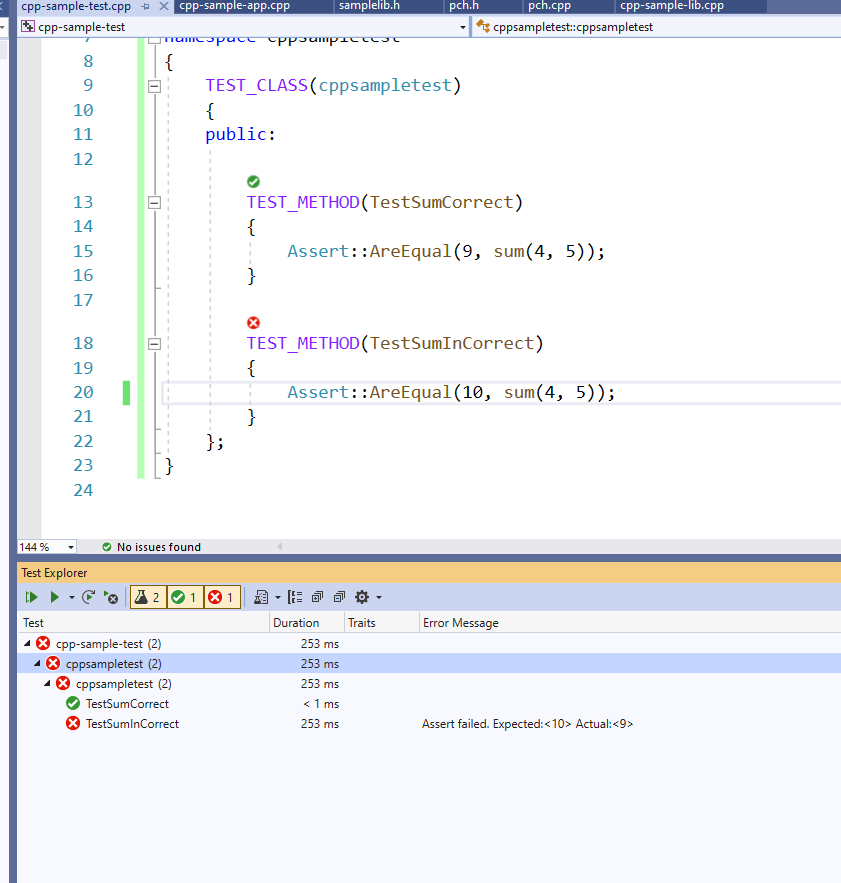 cpp-sample-test.cpp cpp-sample-app.cpp samplelib.h pch.h pch.cpp cpp-sample-lib.cpp
cpp-sample-test cppsampletest::cppsampletest
7 namespace cppsampletest
8 {
9 TEST_CLASS(cppsampletest)
10 {
11 public:
12
13 TEST_METHOD(TestSumCorrect)
14 {
15 Assert::AreEqual(9, sum(4, 5));
16 }
17
18 TEST_METHOD(TestSumInCorrect)
19 {
20 Assert::AreEqual(10, sum(4, 5));
21 }
22 };
23 }
24
144 % No issues found
Test Explorer
2 1 1
Test Duration Traits Error Message
cpp-sample-test (2) 253 ms
cppsampletest (2) 253 ms
cppsampletest (2) 253 ms
TestSumCorrect < 1 ms
TestSumInCorrect 253 ms Assert failed. Expected:<10> Actual:<9>